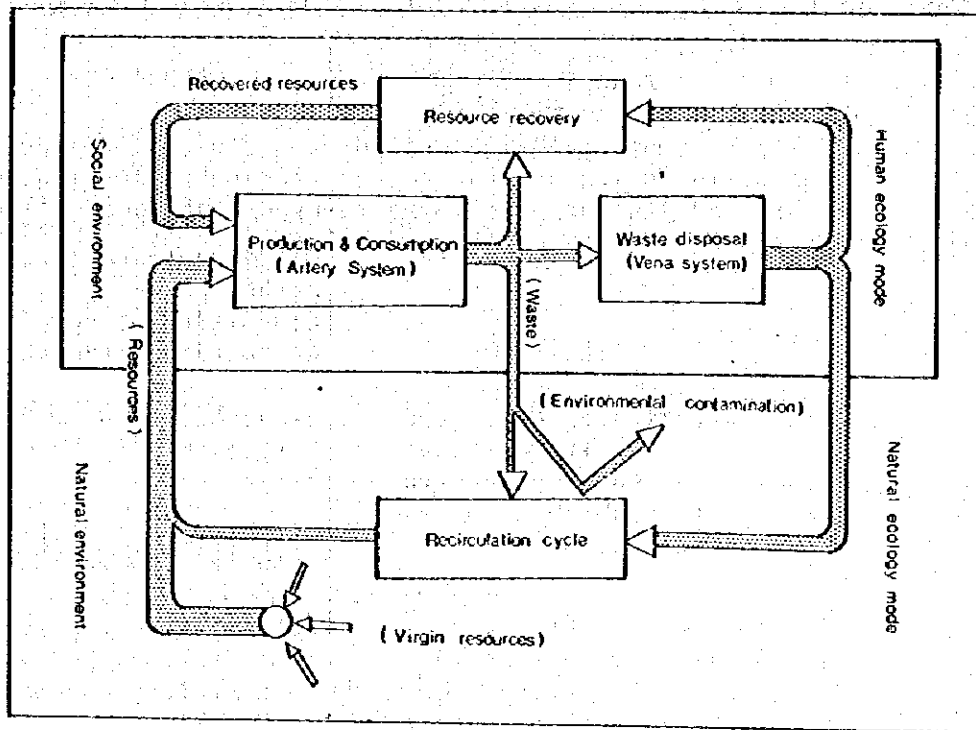 Recovered resources
Resource recovery
Social environment
Human ecology mode
Production & Consumption
(Artery System)
Waste disposal
(Vena system)
(Waste)
(Resources)
(Environmental contamination)
Natural environment
Natural ecology mode
Recirculation cycle
(Virgin resources)